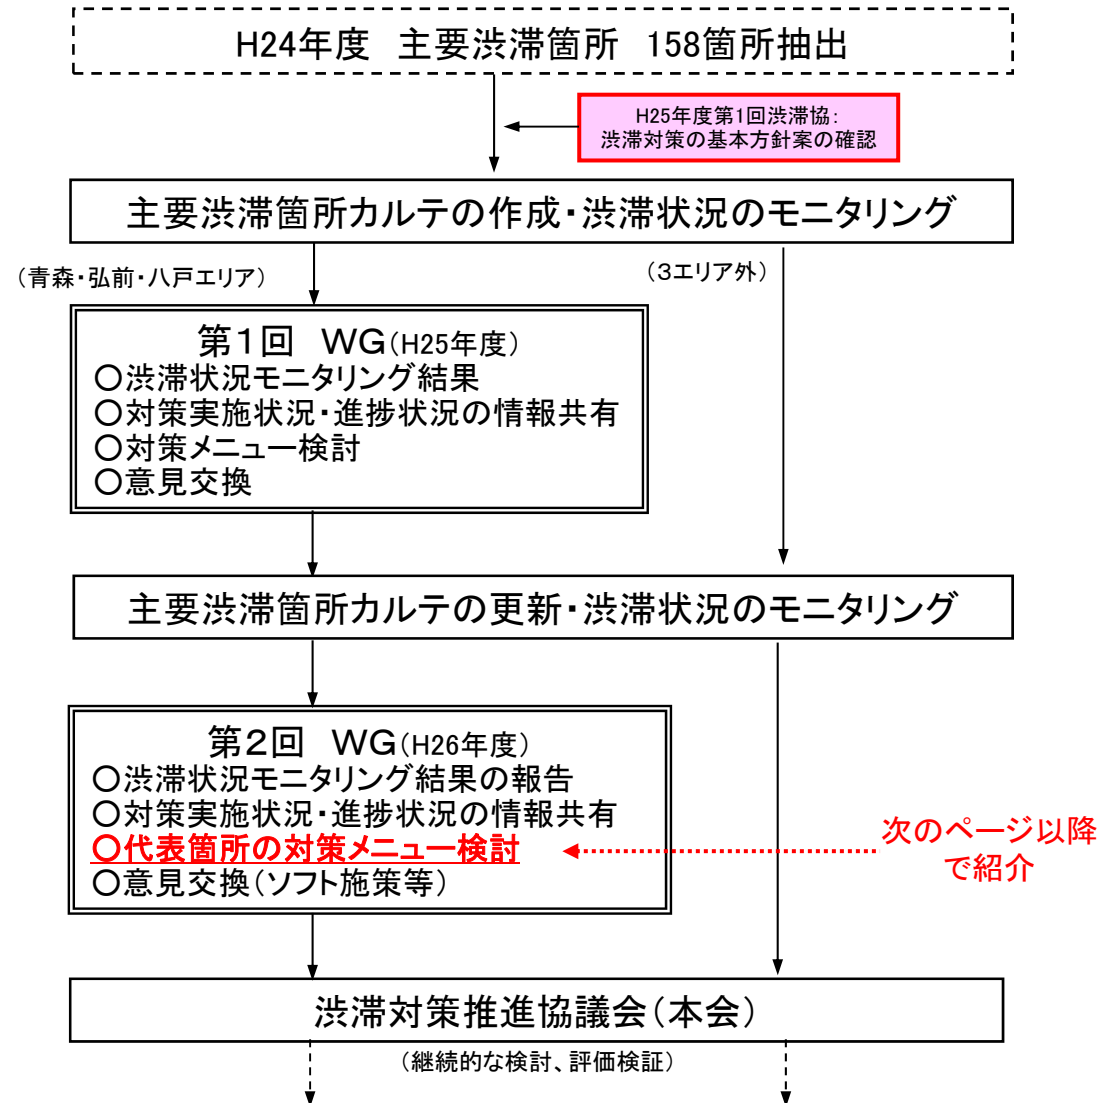 H24年度　主要渋滞箇所　158箇所抽出
H25年度第1回渋滞協：
渋滞対策の基本方針案の確認
主要渋滞箇所カルテの作成・渋滞状況のモニタリング
（青森・弘前・八戸エリア）
（３エリア外）
第１回　ＷＧ（H25年度）
○渋滞状況モニタリング結果
○対策実施状況・進捗状況の情報共有
○対策メニュー検討
○意見交換
主要渋滞箇所カルテの更新・渋滞状況のモニタリング
第２回　ＷＧ（H26年度）
○渋滞状況モニタリング結果の報告
○対策実施状況・進捗状況の情報共有
○代表箇所の対策メニュー検討
○意見交換（ソフト施策等）
次のページ以降
で紹介
渋滞対策推進協議会（本会）
（継続的な検討、評価検証）